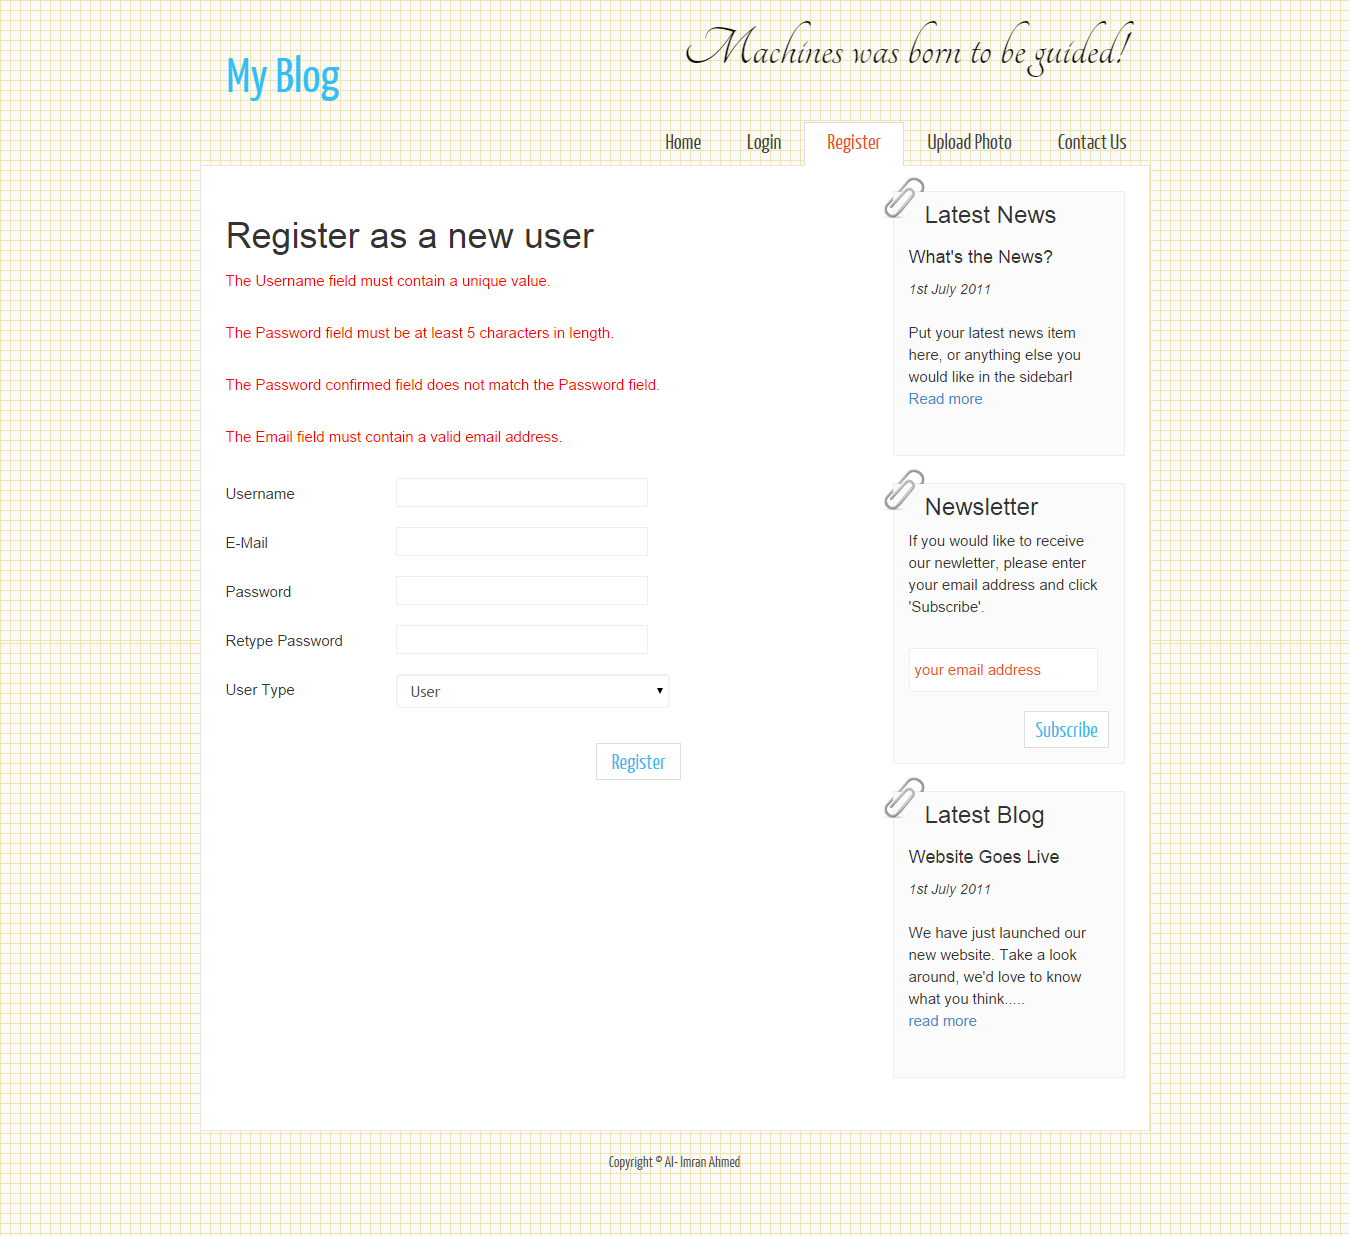 Machines was born to be guided!
My Blog
Home Login Register Upload Photo Contact Us
Register as a new user
The Username field must contain a unique value.
The Password field must be at least 5 characters in length.
The Password confirmed field does not match the Password field.
The Email field must contain a valid email address.
Username
E-Mail
Password
Retype Password
User Type User
Register
Latest News
What's the News?
1st July 2011
Put your latest news item
here, or anything else you
would like in the sidebar!
Read more
Newsletter
If you would like to receive
our newletter, please enter
your email address and click
'Subscribe'.
your email address
Subscribe
Latest Blog
Website Goes Live
1st July 2011
We have just launched our
new website. Take a look
around, we'd love to know
what you think.....
read more
Copyright © Al- Imran Ahmed